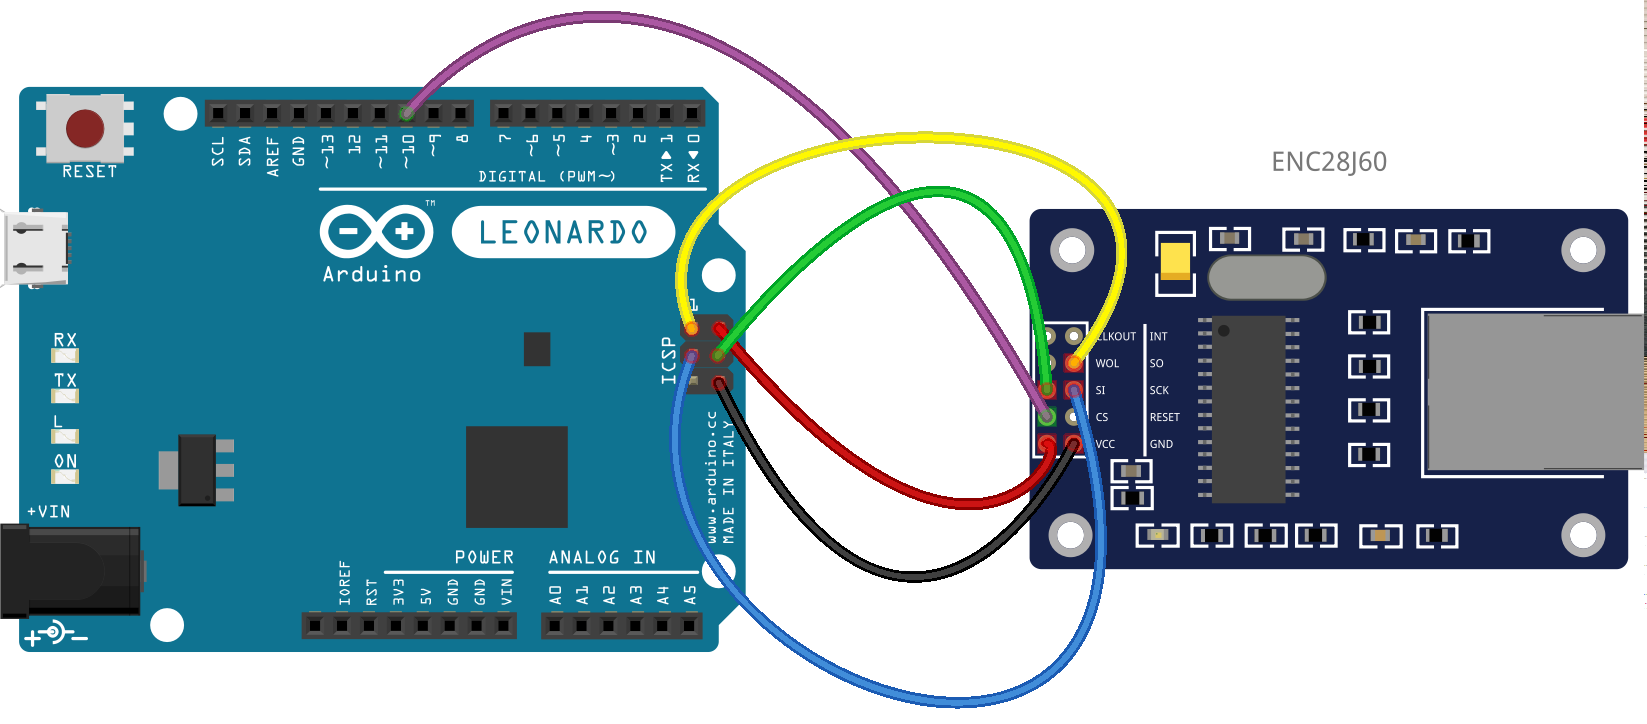 SCL
SDA
AREF
GND
~13
12
~11
~10
~9
8
7
~6
~5
4
~3
2
TX▶1
RX◀0
RESET
DIGITAL (PWM~)
TM
LEONARDO
Arduino
ENC28J60
1
ICSP
RX
TX
L
ON
+VIN
www.arduino.cc
MADE IN ITALY
POWER
ANALOG IN
IOREF
RST
3V3
5V
GND
GND
VIN
A0
A1
A2
A3
A4
A5
CLKOUT INT
WOL SO
SI SCK
CS RESET
VCC GND